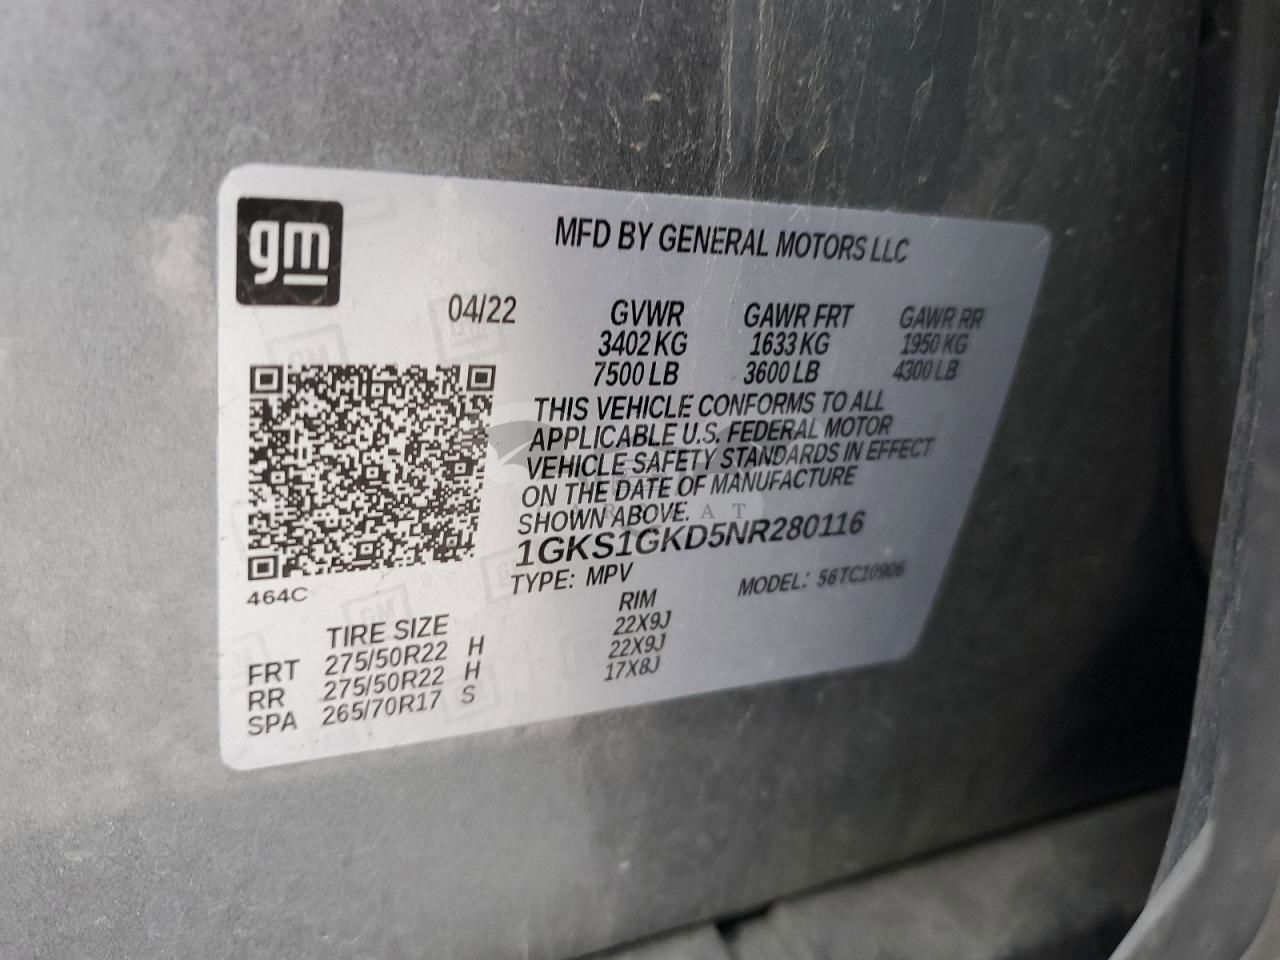 gm
MFD BY GENERAL MOTORS LLC
04/22 GVWR GAWR FRT GAWR RR
3402 KG 1633 KG 1950 KG
7500 LB 3600 LB 4300 LB
THIS VEHICLE CONFORMS TO ALL
APPLICABLE U.S. FEDERAL MOTOR
VEHICLE SAFETY STANDARDS IN EFFECT
ON THE DATE OF MANUFACTURE
SHOWN ABOVE.
1GKS1GKD5NR280116
464C TYPE: MPV MODEL: 56TC10906
TIRE SIZE RIM
FRT 275/50R22 H 22X9J
RR 275/50R22 H 22X9J
SPA 265/70R17 S 17X8J